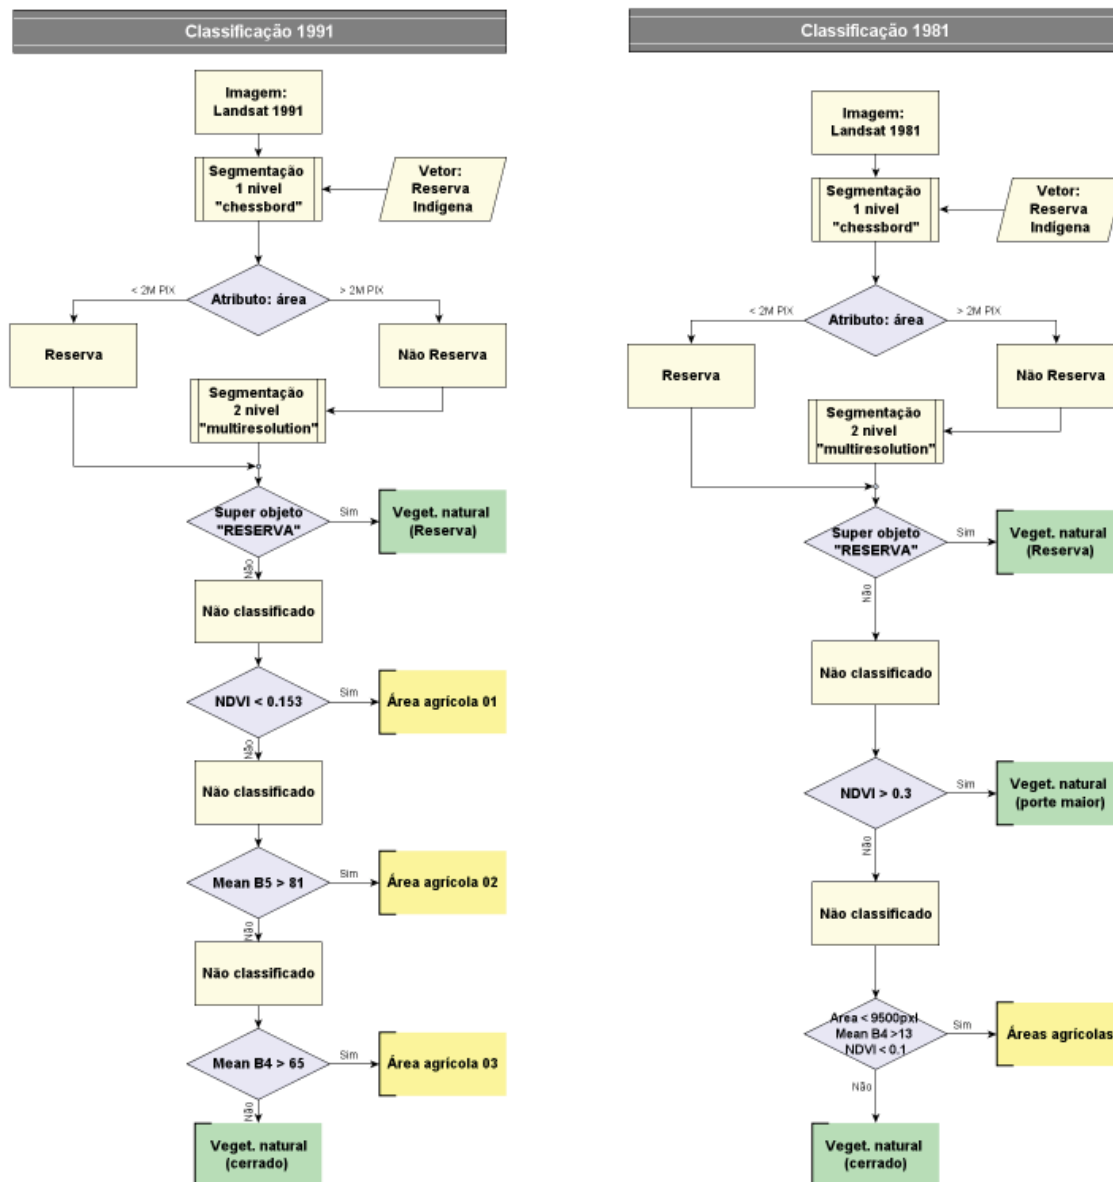 Classificação 1991
Imagem:
Landsat 1991
Segmentação
1 nivel
"chessbord"
Vetor:
Reserva
Indígena
< 2M PIX
Atributo: área
> 2M PIX
Reserva
Não Reserva
Segmentação
2 nivel
"multiresolution"
Super objeto
"RESERVA"
Sim
Veget. natural
(Reserva)
Não
Não classificado
NDVI < 0.153
Sim
Área agrícola 01
Não
Não classificado
Mean B5 > 81
Sim
Área agrícola 02
Não
Não classificado
Mean B4 > 65
Sim
Área agrícola 03
Não
Veget. natural
(cerrado)
Classificação 1981
Imagem:
Landsat 1981
Segmentação
1 nivel
"chessbord"
Vetor:
Reserva
Indígena
< 2M PIX
Atributo: área
> 2M PIX
Reserva
Não Reserva
Segmentação
2 nivel
"multiresolution"
Super objeto
"RESERVA"
Sim
Veget. natural
(Reserva)
Não
Não classificado
NDVI > 0.3
Sim
Veget. natural
(porte maior)
Não
Não classificado
Area < 9500pxl
Mean B4 >13
NDVI < 0.1
Sim
Áreas agrícolas
Não
Veget. natural
(cerrado)